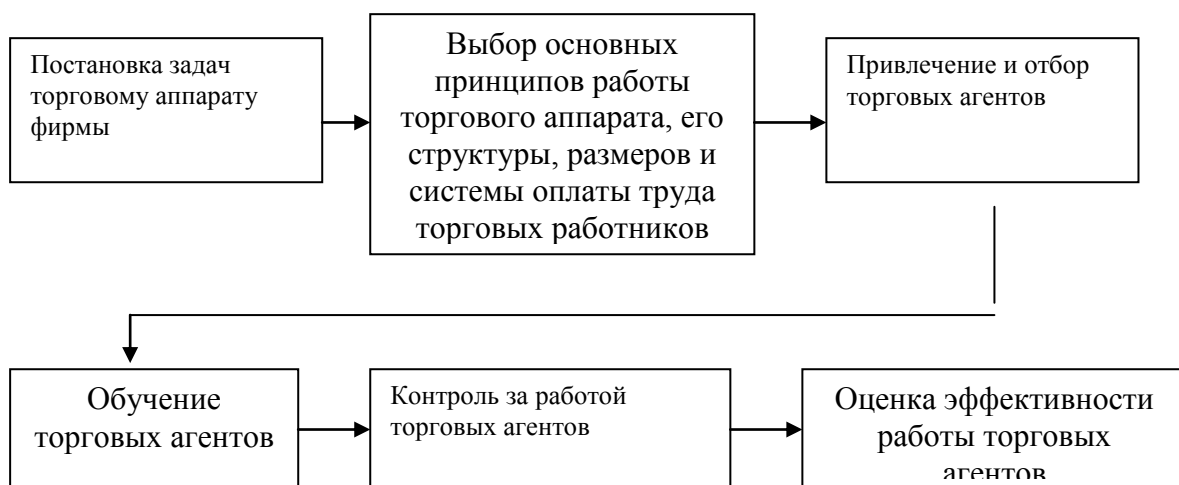 Постановка задач
торговому аппарату
фирмы
Выбор основных
принципов работы
торгового аппарата, его
структуры, размеров и
системы оплаты труда
торговых работников
Привлечение и отбор
торговых агентов
Обучение
торговых агентов
Контроль за работой
торговых агентов
Оценка эффективности
работы торговых
агентов